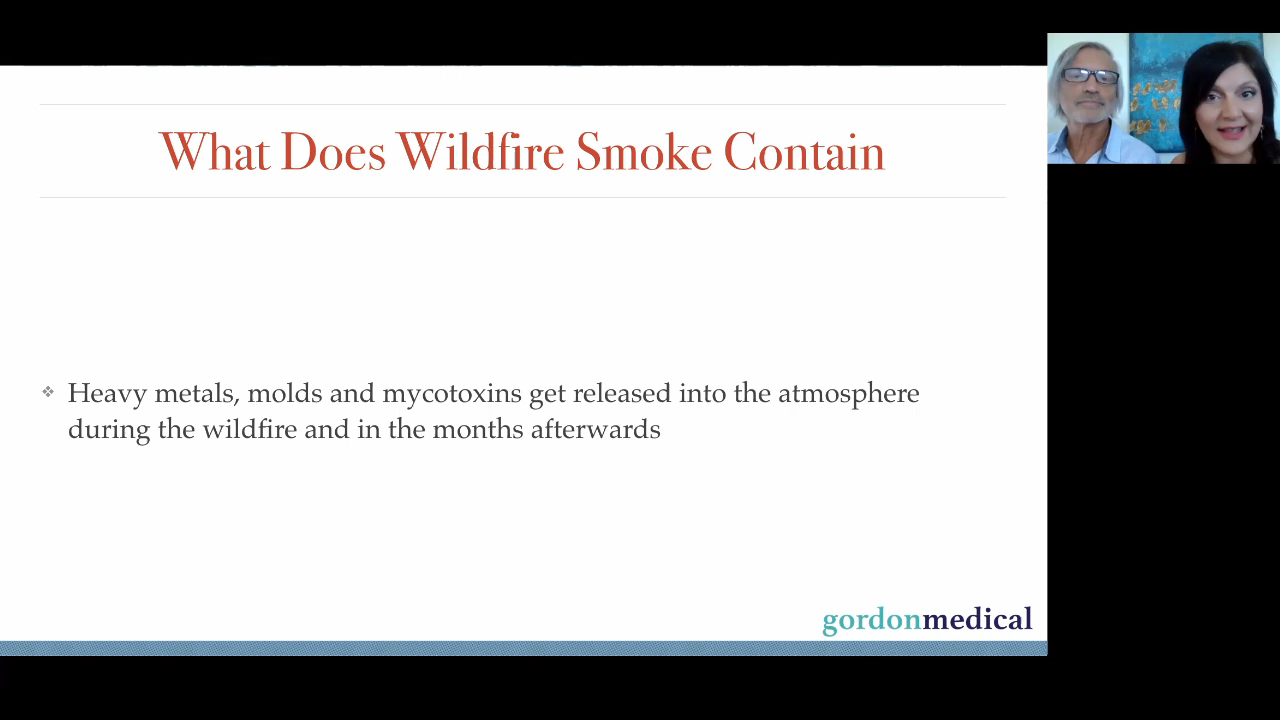 What Does Wildfire Smoke Contain
Heavy metals, molds and mycotoxins get released into the atmosphere
during the wildfire and in the months afterwards
gordonmedical